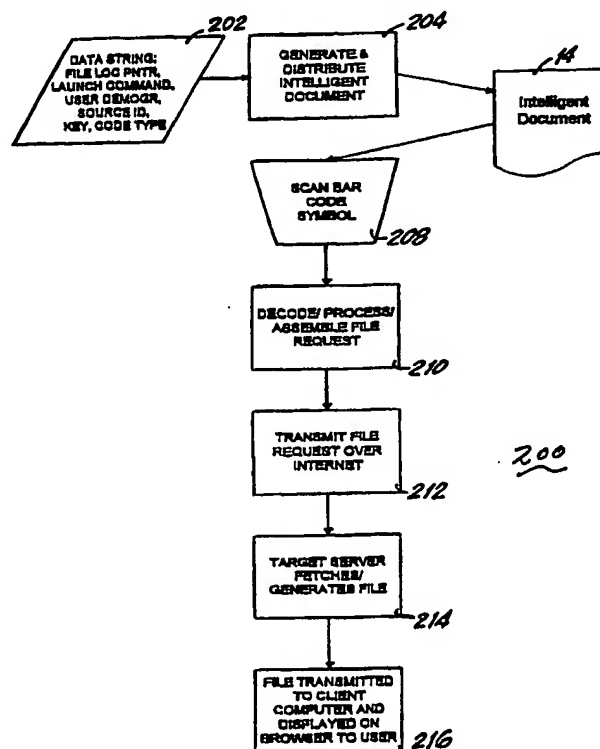 202
DATA STRING:
FILE LOC PNTR,
LAUNCH COMMAND,
USER DEMOGR,
SOURCE ID,
KEY, CODE TYPE
204
GENERATE &
DISTRIBUTE
INTELLIGENT
DOCUMENT
14
Intelligent
Document
SCAN BAR
CODE
SYMBOL
208
DECODE/ PROCESS/
ASSEMBLE FILE
REQUEST
210
TRANSMIT FILE
REQUEST OVER
INTERNET
212
200
TARGET SERVER
FETCHES/
GENERATES FILE
214
FILE TRANSMITTED
TO CLIENT
COMPUTER AND
DISPLAYED ON
BROWSER TO USER
216